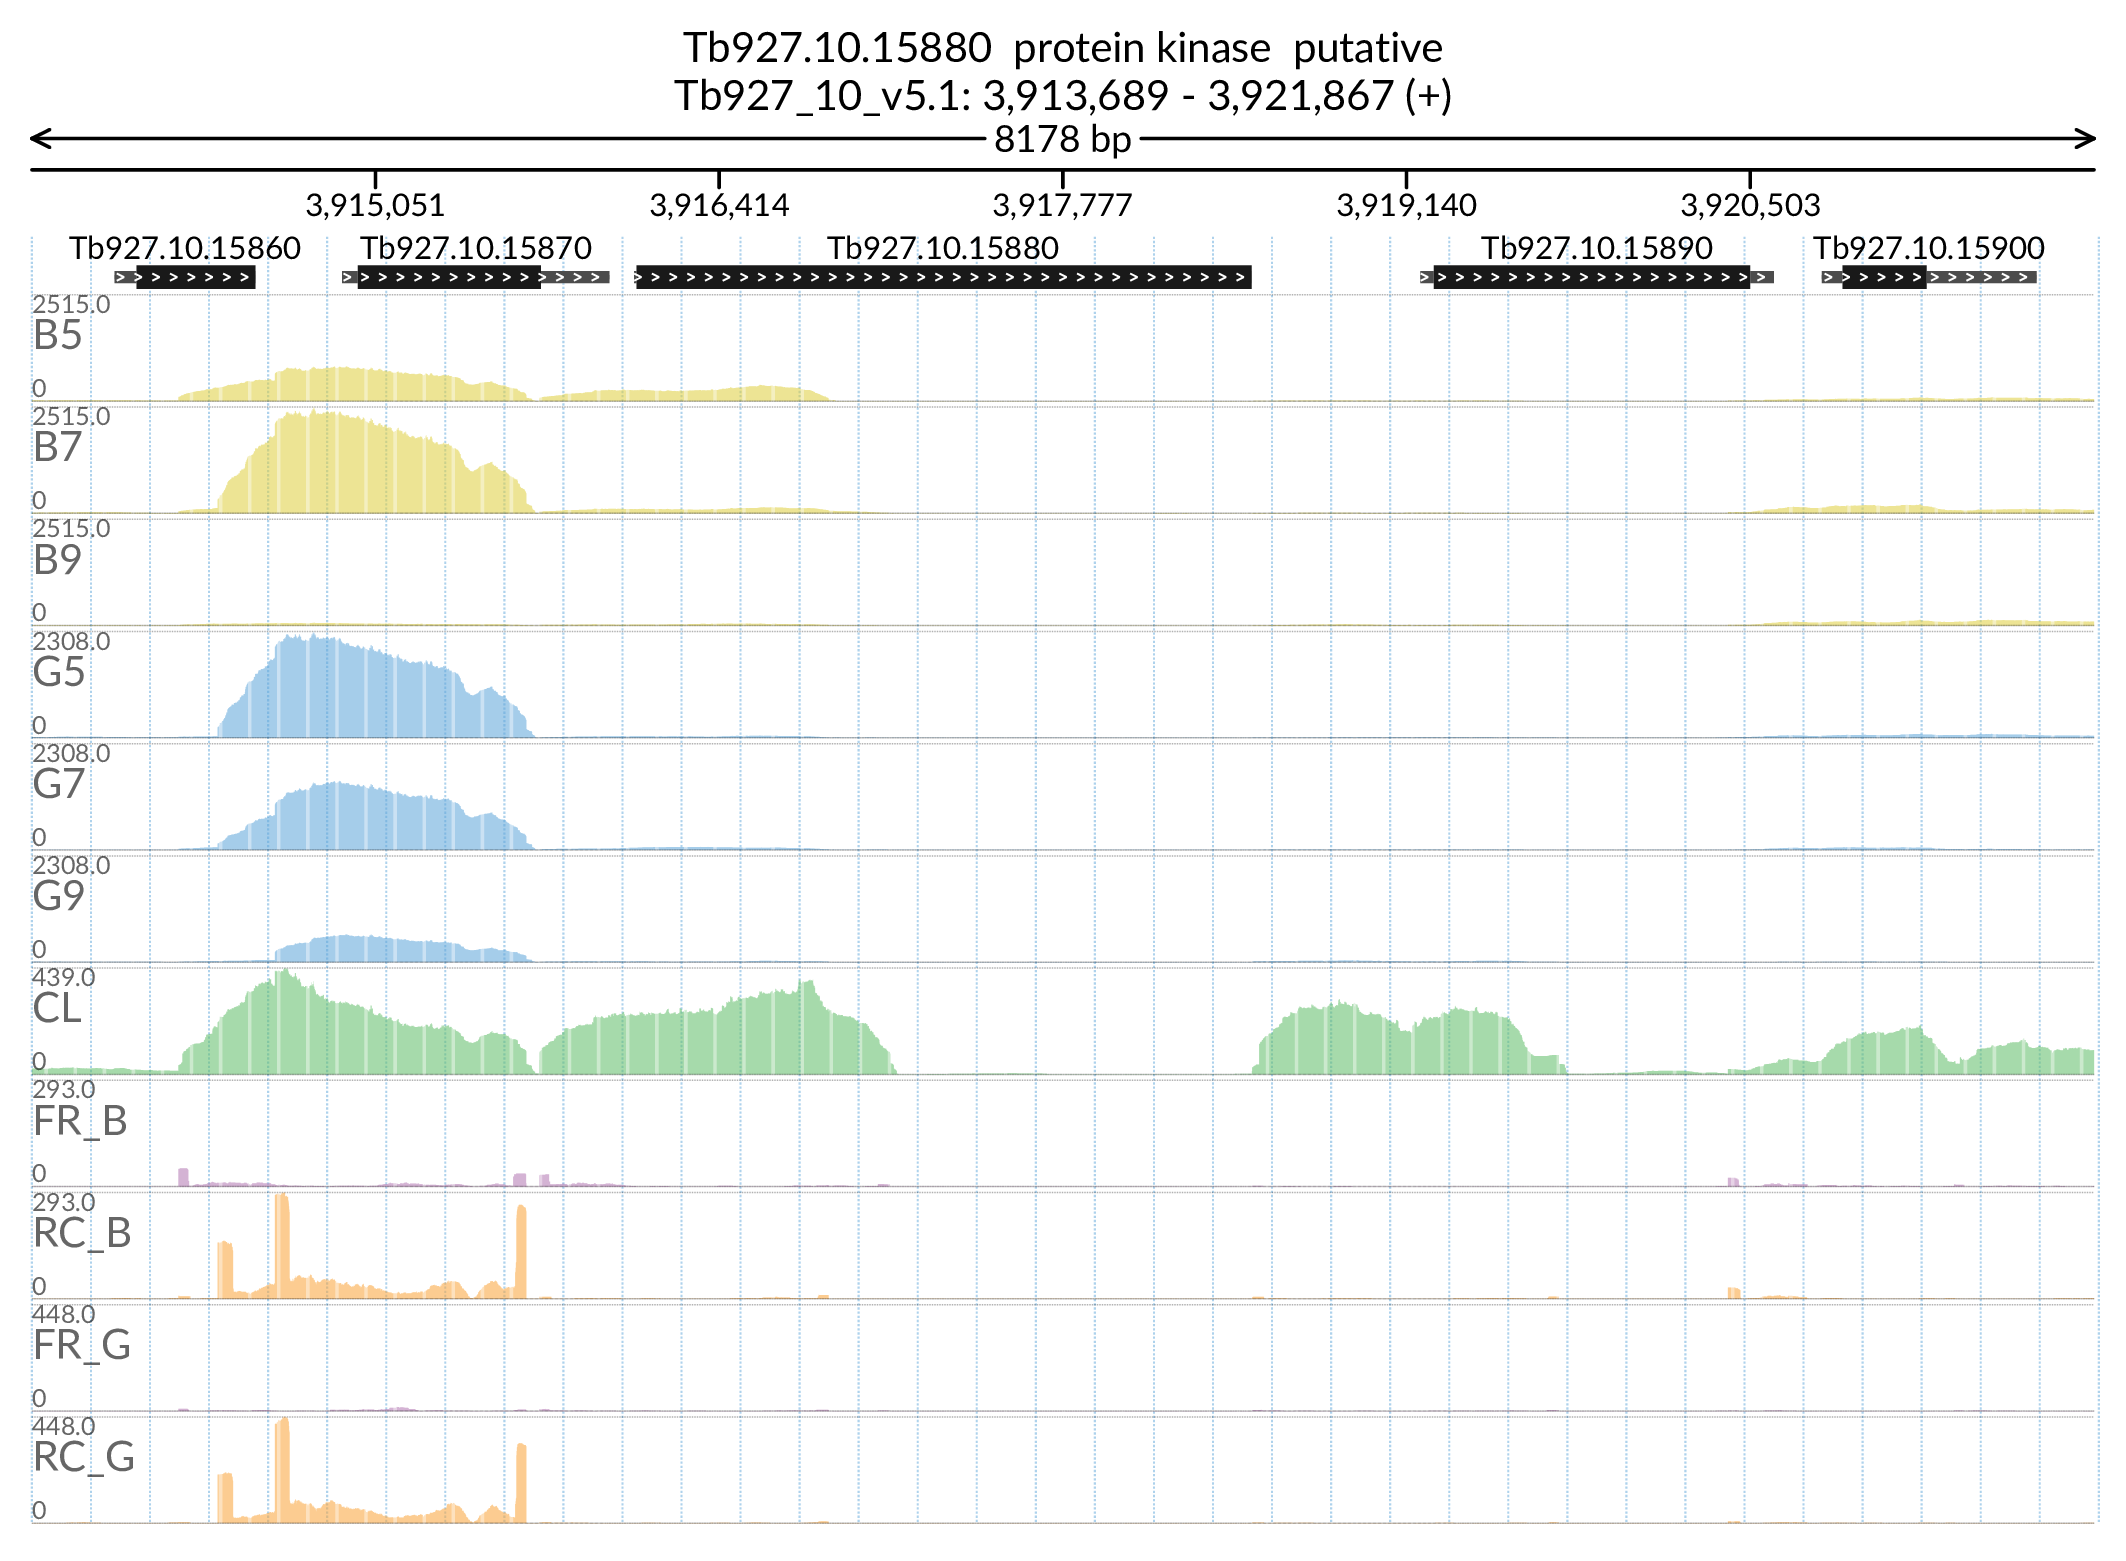 Tb927.10.15880 protein kinase putative
Tb927_10_v5.1: 3,913,689 - 3,921,867 (+)
8178 bp
3,915,051 3,916,414 3,917,777 3,919,140 3,920,503
Tb927.10.15860 Tb927.10.15870 Tb927.10.15880 Tb927.10.15890 Tb927.10.15900
2515.0
B5
0
2515.0
B7
0
2515.0
B9
0
2308.0
G5
0
2308.0
G7
0
2308.0
G9
0
439.0
CL
0
293.0
FR_B
0
293.0
RC_B
0
448.0
FR_G
0
448.0
RC_G
0